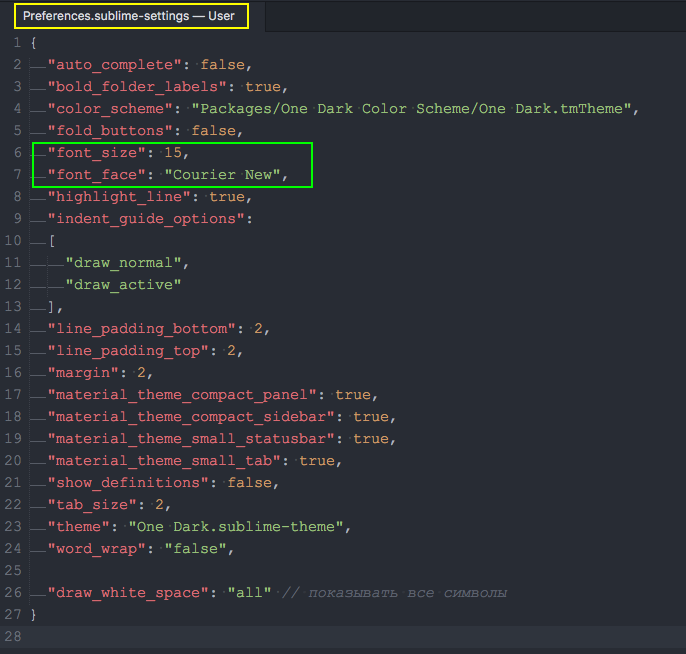 Preferences.sublime-settings — User
1 {
2 "auto_complete": false,
3 "bold_folder_labels": true,
4 "color_scheme": "Packages/One Dark Color Scheme/One Dark.tmTheme",
5 "fold_buttons": false,
6 "font_size": 15,
7 "font_face": "Courier New",
8 "highlight_line": true,
9 "indent_guide_options":
10 [
11 "draw_normal",
12 "draw_active"
13 ],
14 "line_padding_bottom": 2,
15 "line_padding_top": 2,
16 "margin": 2,
17 "material_theme_compact_panel": true,
18 "material_theme_compact_sidebar": true,
19 "material_theme_small_statusbar": true,
20 "material_theme_small_tab": true,
21 "show_definitions": false,
22 "tab_size": 2,
23 "theme": "One Dark.sublime-theme",
24 "word_wrap": "false",
25
26 "draw_white_space": "all" // показывать все символы
27 }
28